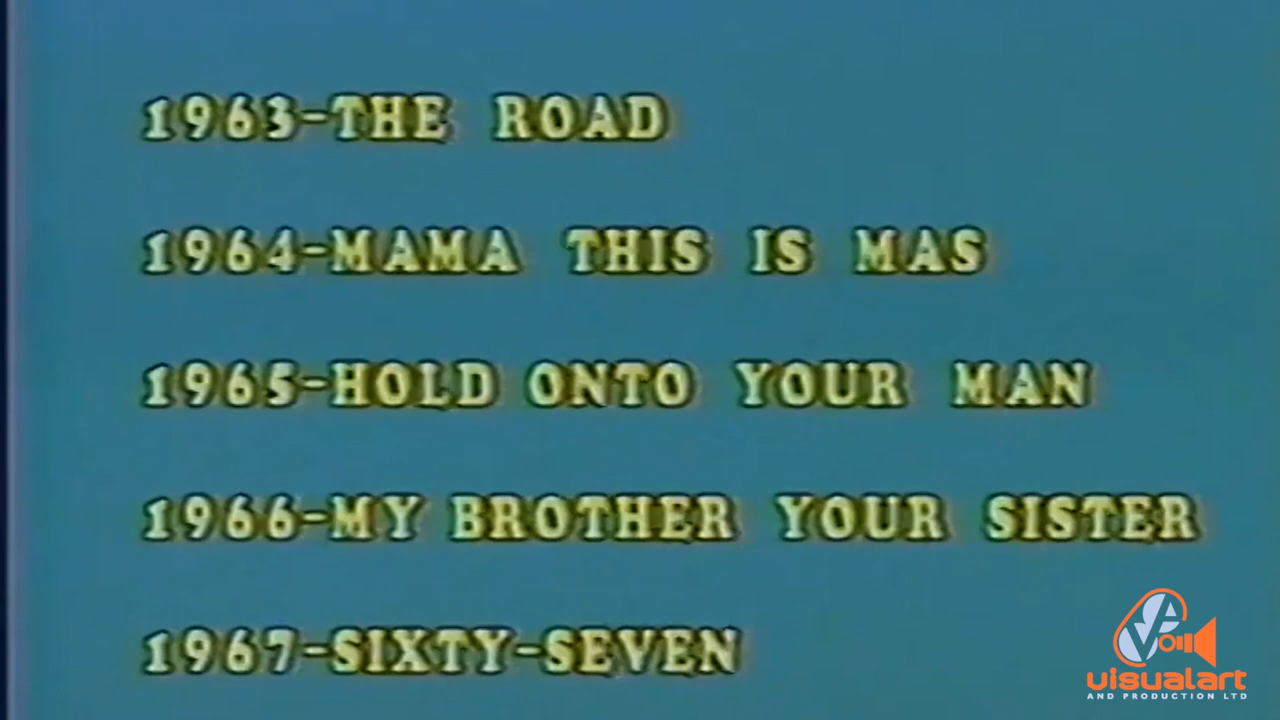 1963-THE ROAD
1964-MAMA THIS IS MAS
1965-HOLD ONTO YOUR MAN
1966-MY BROTHER YOUR SISTER
1967-SIXTY-SEVEN
visualart
AND PRODUCTION LTD